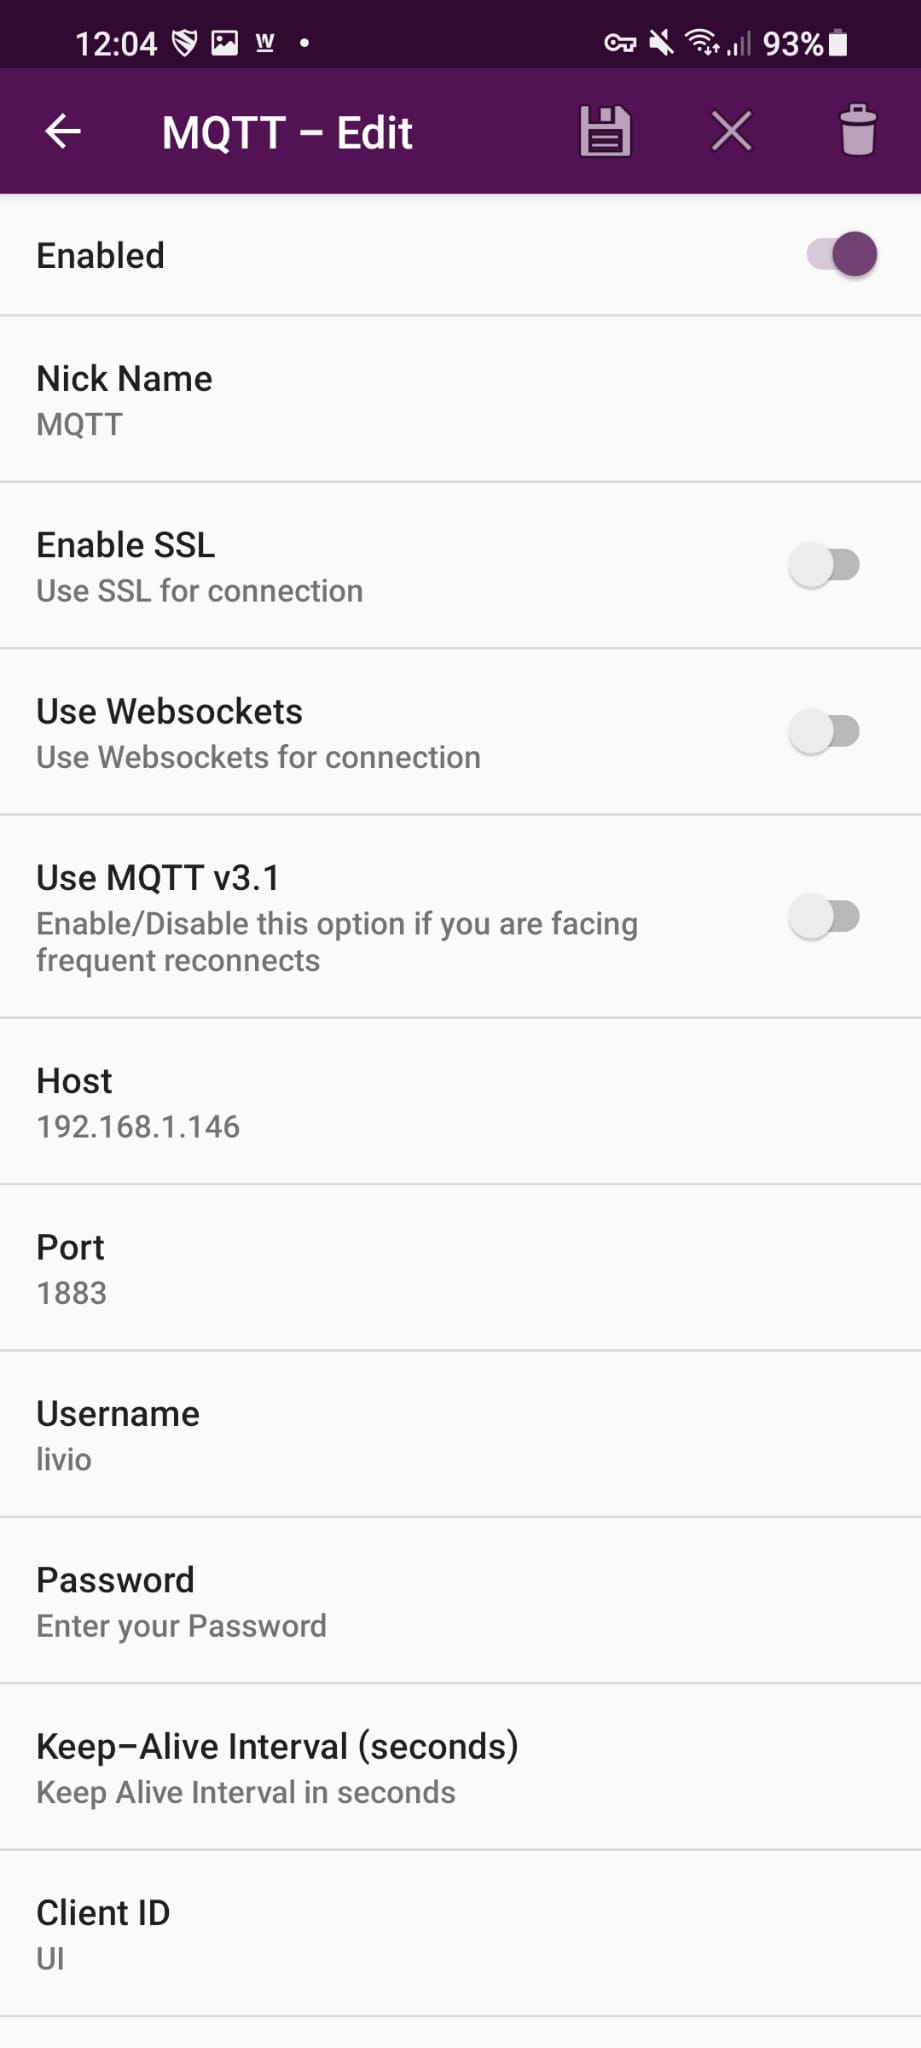 12:04 W 93%
MQTT – Edit
Enabled
Nick Name
MQTT
Enable SSL
Use SSL for connection
Use Websockets
Use Websockets for connection
Use MQTT v3.1
Enable/Disable this option if you are facing
frequent reconnects
Host
192.168.1.146
Port
1883
Username
livio
Password
Enter your Password
Keep–Alive Interval (seconds)
Keep Alive Interval in seconds
Client ID
UI